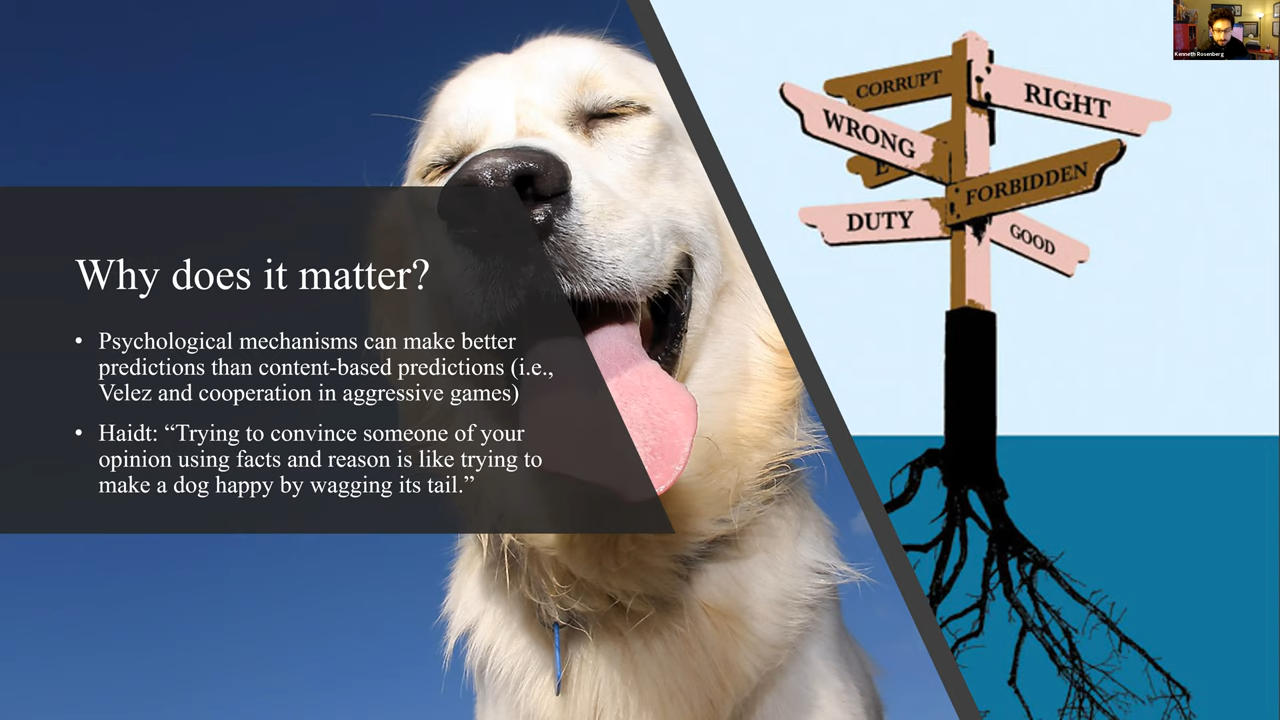 Why does it matter?
• Psychological mechanisms can make better
predictions than content-based predictions (i.e.,
Velez and cooperation in aggressive games)
• Haidt: “Trying to convince someone of your
opinion using facts and reason is like trying to
make a dog happy by wagging its tail.”
CORRUPT
RIGHT
WRONG
FORBIDDEN
DUTY
GOOD
Kenneth Rosenberg